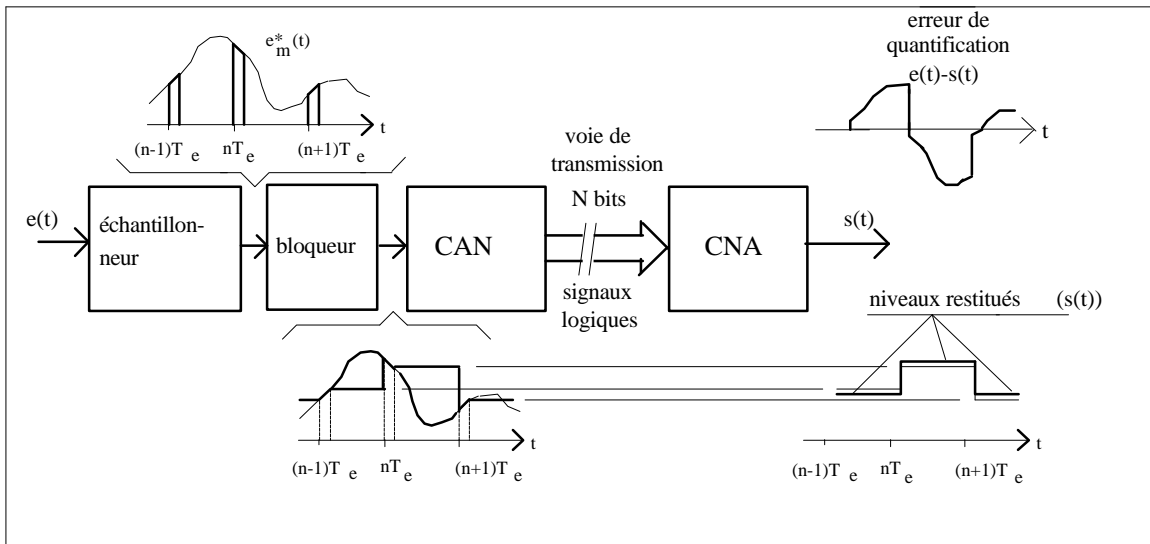 e*m(t)
t
(n-1)T e
nT e
(n+1)T e
erreur de
quantification
e(t)-s(t)
t
voie de
transmission
N bits
signaux
logiques
e(t)
échantillon-
neur
bloqueur
CAN
CNA
s(t)
niveaux restitués
(s(t))
t
(n-1)T e
nT e
(n+1)T e
t
(n-1)T e
nT e
(n+1)T e